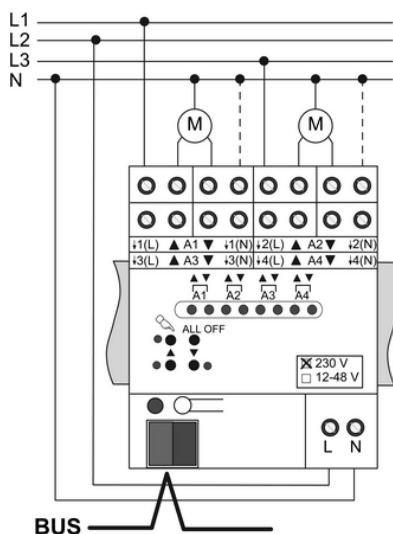 L1
L2
L3
N
M M
↓1(L) ▲ A1 ▼ ↓1(N) ↓2(L) ▲ A2 ▼ ↓2(N)
↓3(L) ▲ A3 ▼ ↓3(N) ↓4(L) ▲ A4 ▼ ↓4(N)
▲ ▼ ▲ ▼ ▲ ▼ ▲ ▼
A1 A2 A3 A4
ALL OFF
▲ ▼
☒ 230 V
☐ 12-48 V
L N
BUS